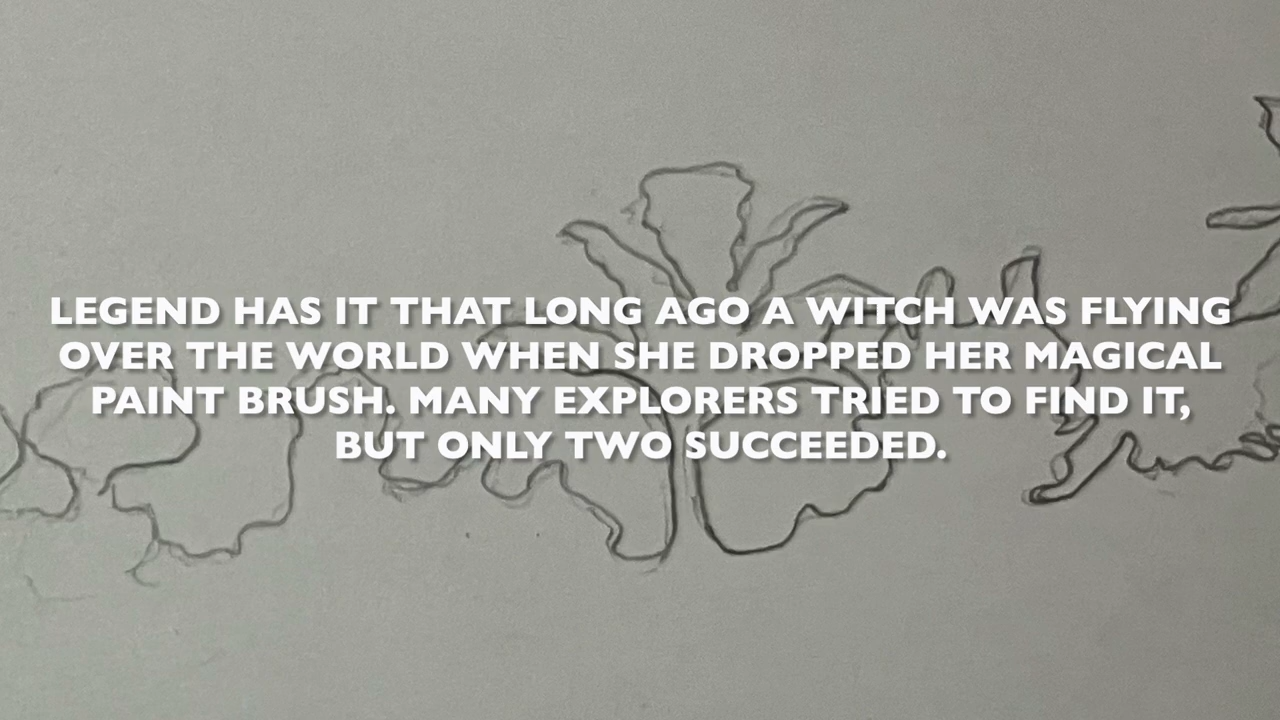 LEGEND HAS IT THAT LONG AGO A WITCH WAS FLYING
OVER THE WORLD WHEN SHE DROPPED HER MAGICAL
PAINT BRUSH. MANY EXPLORERS TRIED TO FIND IT,
BUT ONLY TWO SUCCEEDED.